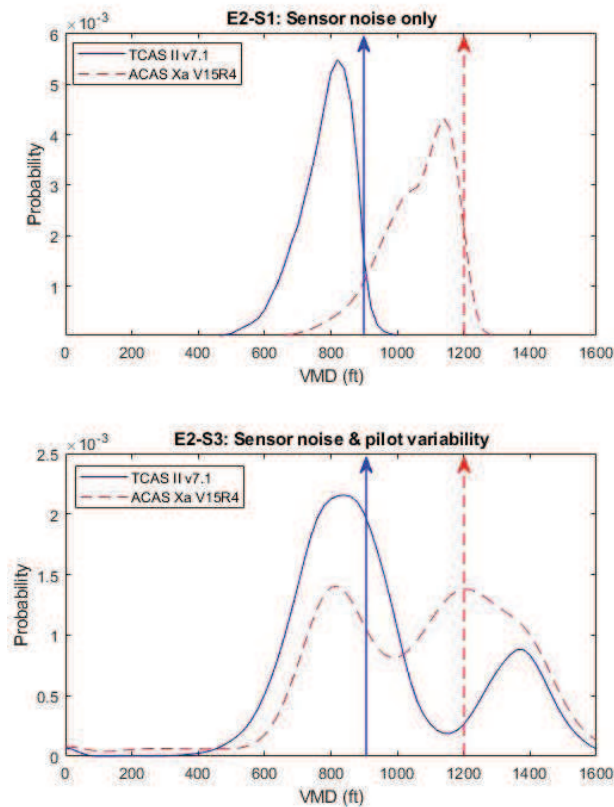 E2-S1: Sensor noise only
×10⁻³
6
5
4
3
2
1
Probability
TCAS II v7.1
ACAS Xa V15R4
0 200 400 600 800 1000 1200 1400 1600
VMD (ft)
E2-S3: Sensor noise & pilot variability
×10⁻³
2.5
2
1.5
1
0.5
0
Probability
TCAS II v7.1
ACAS Xa V15R4
0 200 400 600 800 1000 1200 1400 1600
VMD (ft)